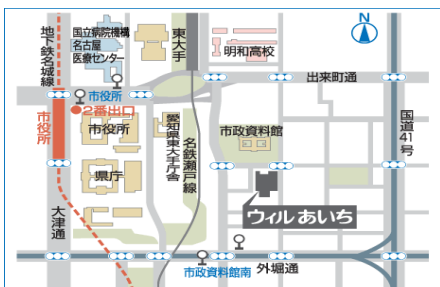 地下鉄名城線
国立病院機構
名古屋
医療センター
東大手
明和高校
N
出来町通
市役所
2番出口
市役所
市役所
愛知県東大手庁舎
市政資料館
国道41号
名鉄瀬戸線
県庁
大津通
ウィルあいち
市政資料館南
外堀通